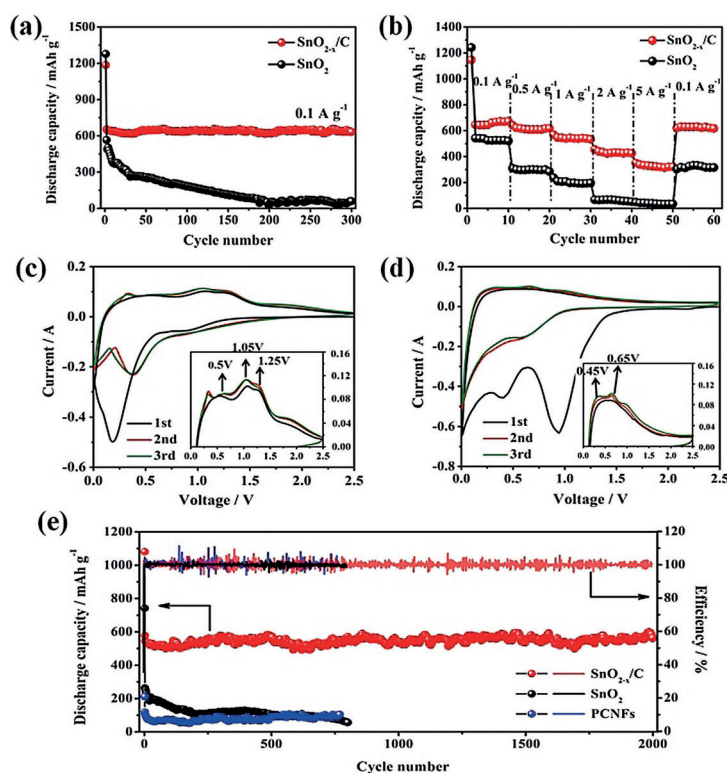 (a)
1500
1200
900
600
300
0
Discharge capacity / mAh g-1
SnO2-x/C
SnO2
0.1 A g-1
0 50 100 150 200 250 300
Cycle number
(b)
1400
1200
1000
800
600
400
200
0
Discharge capacity / mAh g-1
SnO2-x/C
SnO2
0.1 A g-1 0.5 A g-1 1 A g-1 2 A g-1 5 A g-1 0.1 A g-1
0 10 20 30 40 50 60
Cycle number
(c)
0.2
0.0
-0.2
-0.4
-0.6
Current / A
1st
2nd
3rd
0.5V
1.05V
1.25V
0.16
0.12
0.08
0.04
0.00
0.0 0.5 1.0 1.5 2.0 2.5
0.0 0.5 1.0 1.5 2.0 2.5
Voltage / V
(d)
0.2
0.0
-0.2
-0.4
-0.6
-0.8
Current / A
1st
2nd
3rd
0.45V
0.65V
0.16
0.12
0.08
0.04
0.00
0.0 0.5 1.0 1.5 2.0 2.5
0.0 0.5 1.0 1.5 2.0 2.5
Voltage / V
(e)
1200
1000
800
600
400
200
0
Discharge capacity / mAh g-1
120
100
80
60
40
20
0
Efficiency / %
SnO2-x/C
SnO2
PCNFs
0 500 1000 1500 2000
Cycle number